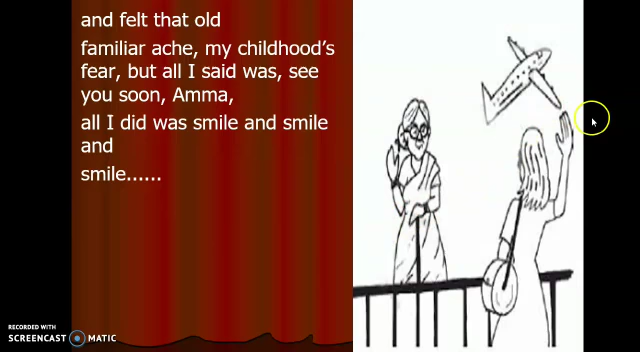 and felt that old
familiar ache, my childhood's
fear, but all I said was, see
you soon, Amma,
all I did was smile and smile
and
smile......
RECORDED WITH
SCREENCAST MATIC